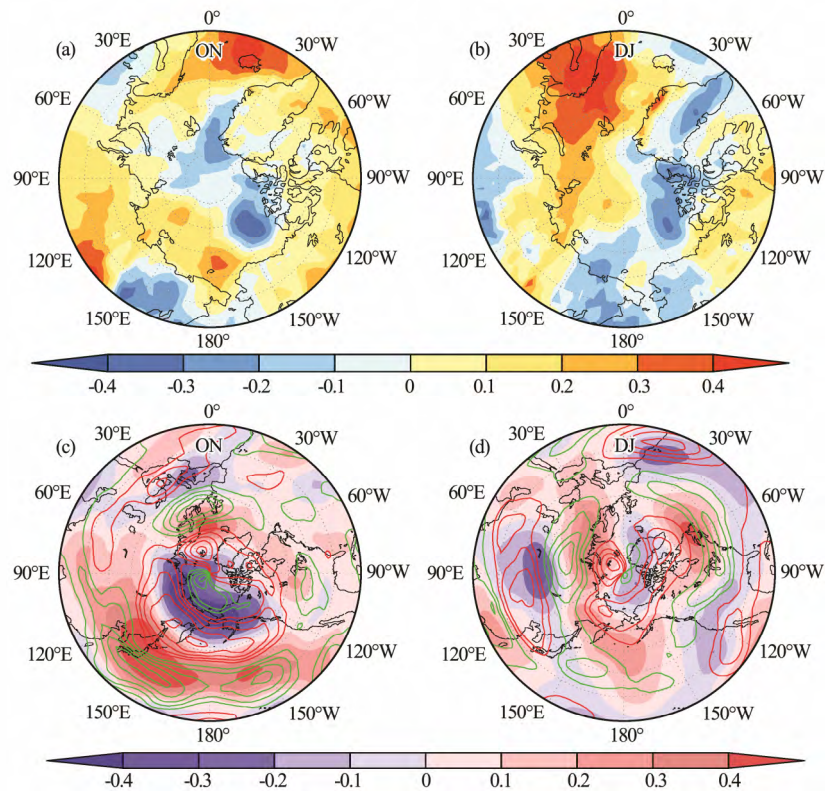 (a) ON 0° 30°W 60°W 90°W 120°W 150°W 180° 150°E 120°E 90°E 60°E 30°E
(b) DJ 0° 30°W 60°W 90°W 120°W 150°W 180° 150°E 120°E 90°E 60°E 30°E
-0.4 -0.3 -0.2 -0.1 0 0.1 0.2 0.3 0.4
(c) ON 0° 30°W 60°W 90°W 120°W 150°W 180° 150°E 120°E 90°E 60°E 30°E
(d) DJ 0° 30°W 60°W 90°W 120°W 150°W 180° 150°E 120°E 90°E 60°E 30°E
-0.4 -0.3 -0.2 -0.1 0 0.1 0.2 0.3 0.4